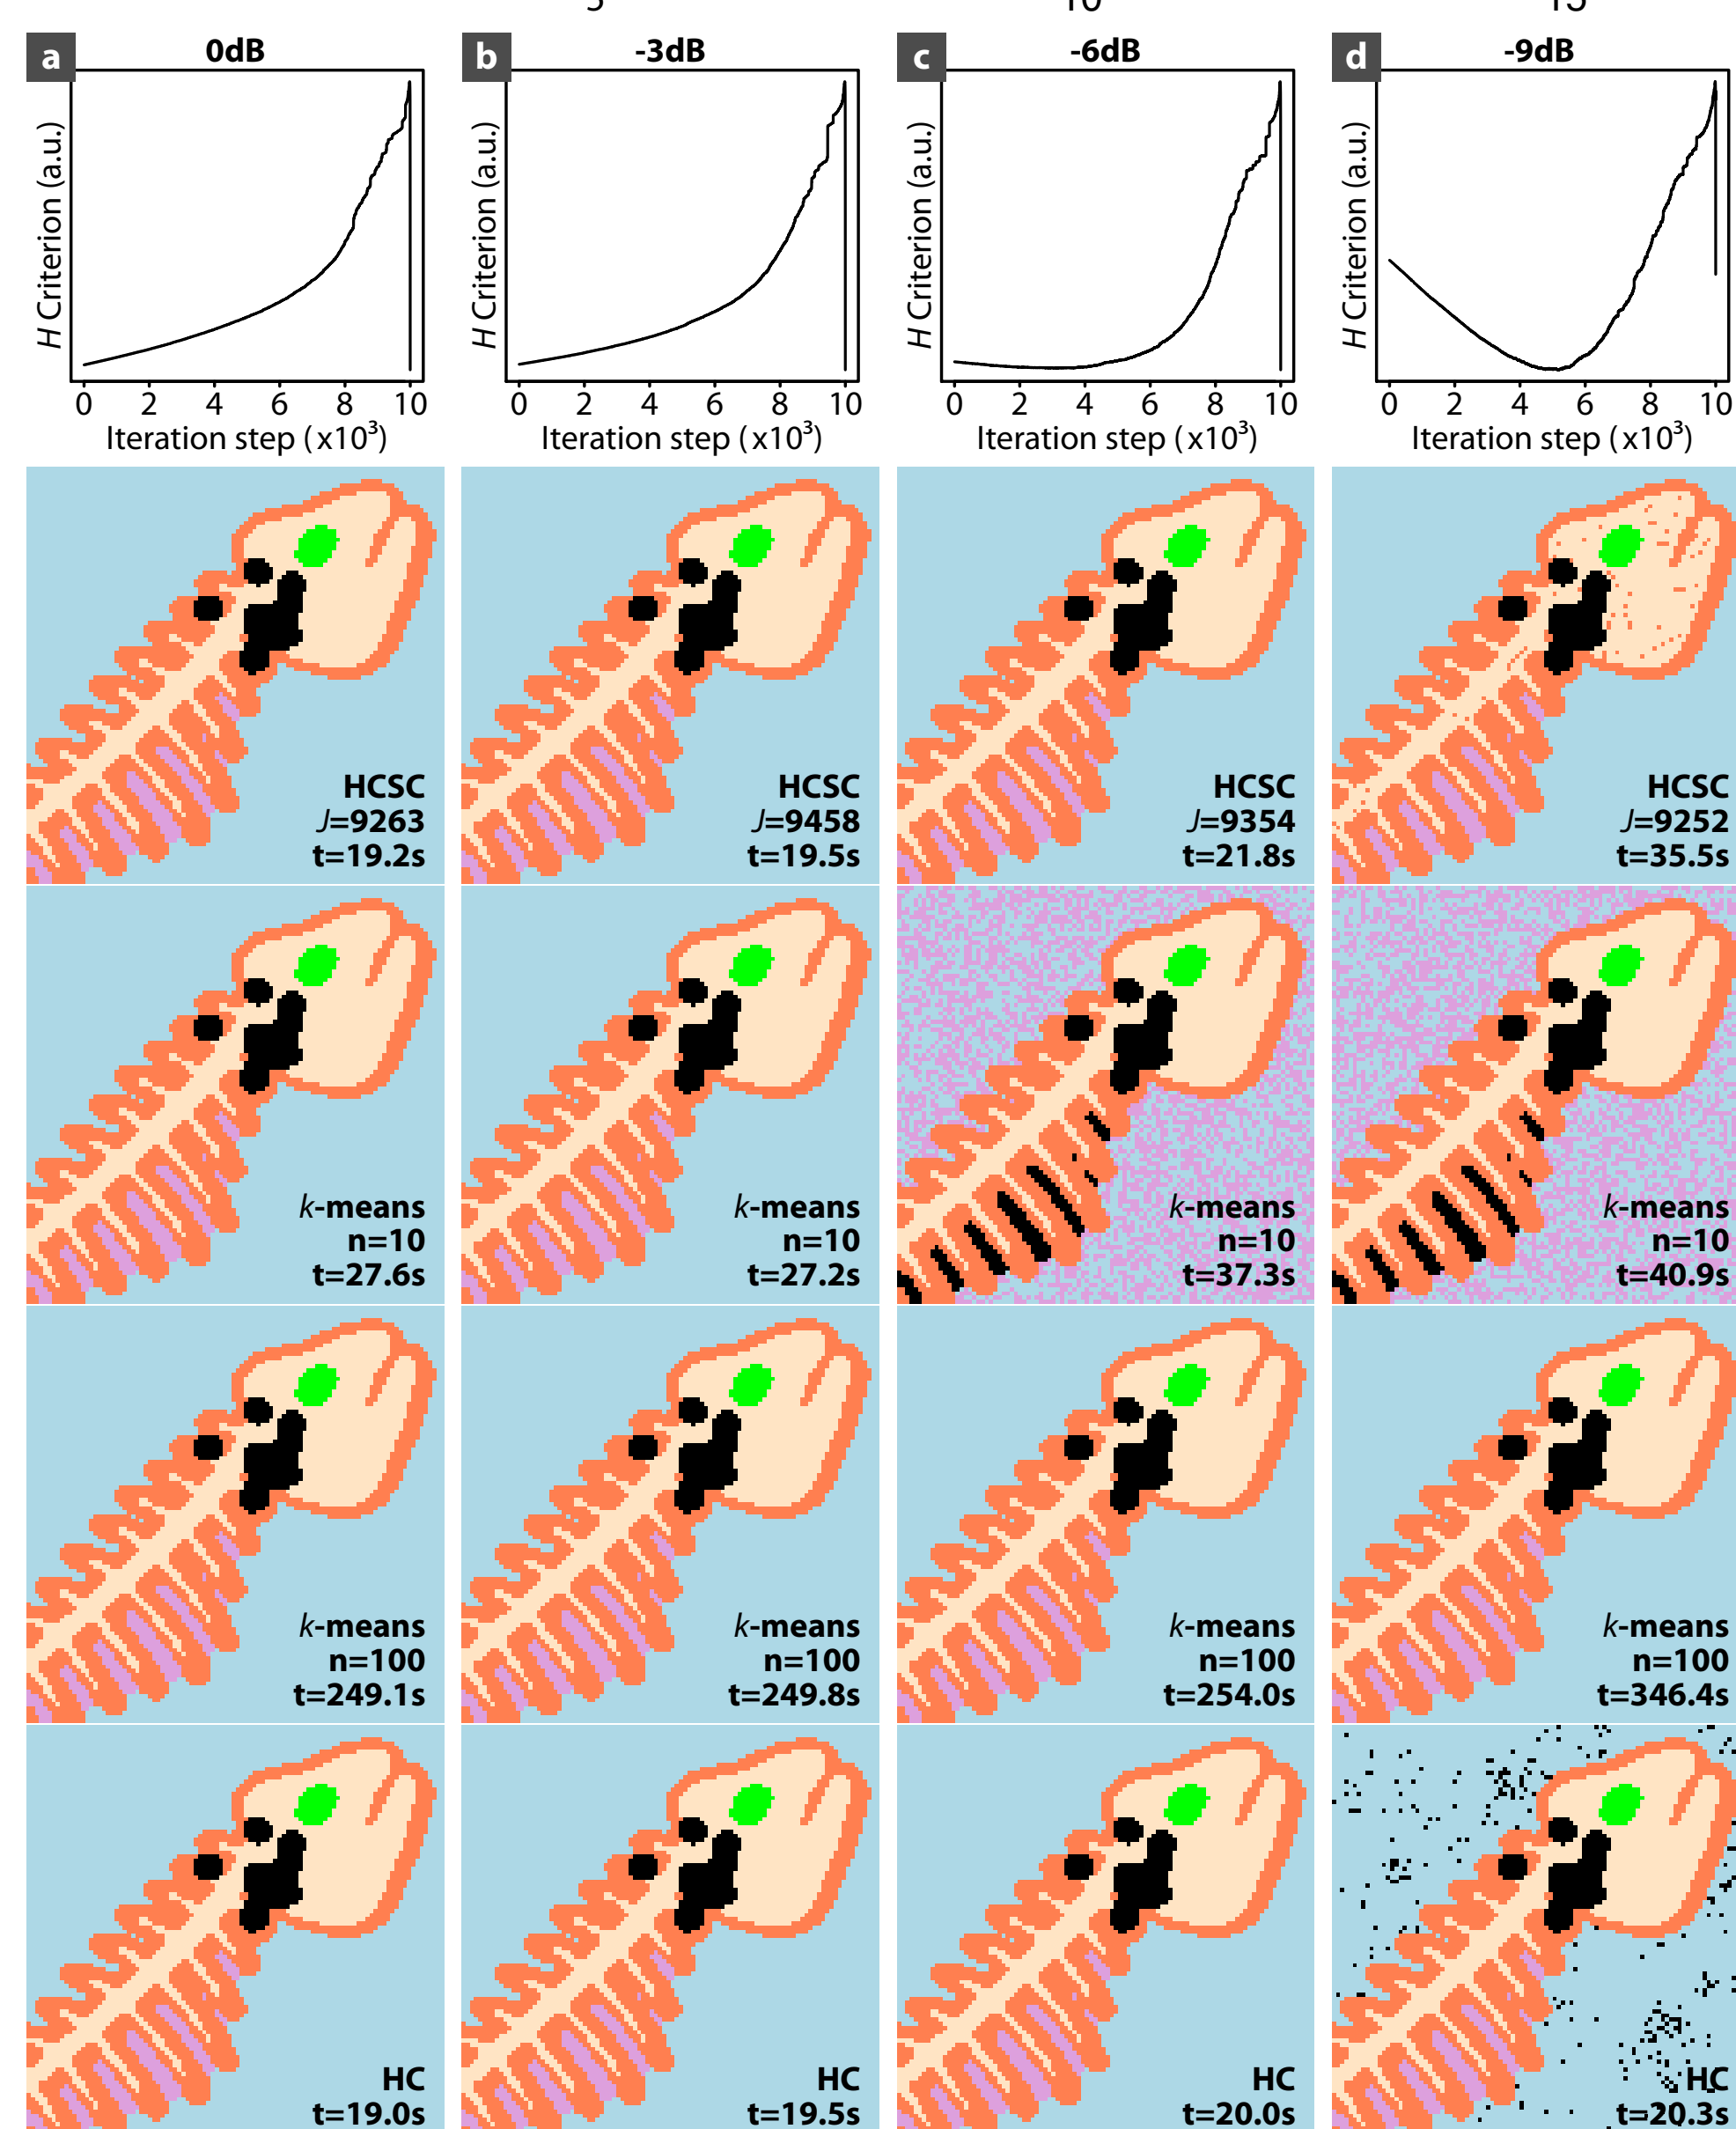 a 0dB
b -3dB
c -6dB
d -9dB
H Criterion (a.u.)
H Criterion (a.u.)
H Criterion (a.u.)
H Criterion (a.u.)
0 2 4 6 8 10
0 2 4 6 8 10
0 2 4 6 8 10
0 2 4 6 8 10
Iteration step (x10³)
Iteration step (x10³)
Iteration step (x10³)
Iteration step (x10³)
HCSC
J=9263
t=19.2s
HCSC
J=9458
t=19.5s
HCSC
J=9354
t=21.8s
HCSC
J=9252
t=35.5s
k-means
n=10
t=27.6s
k-means
n=10
t=27.2s
k-means
n=10
t=37.3s
k-means
n=10
t=40.9s
k-means
n=100
t=249.1s
k-means
n=100
t=249.8s
k-means
n=100
t=254.0s
k-means
n=100
t=346.4s
HC
t=19.0s
HC
t=19.5s
HC
t=20.0s
HC
t=20.3s